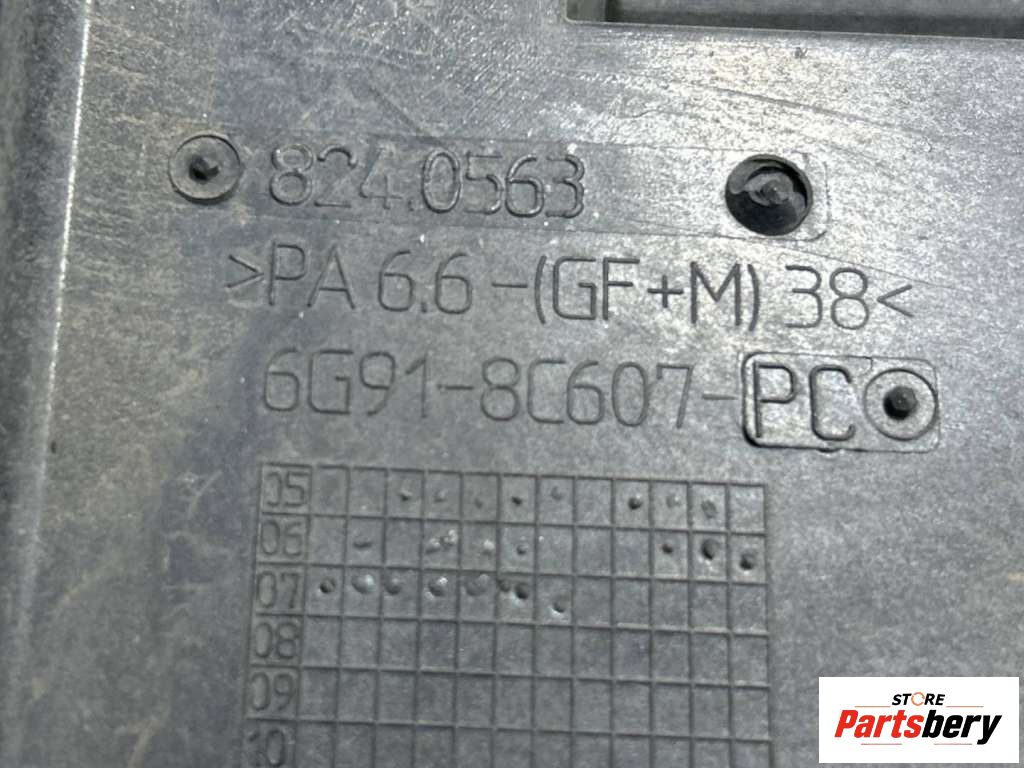 824.0563
>PA 6.6-(GF+M) 38<
6G91-8C607-PC
05
06
07
08
09
10
STORE
Partsbery